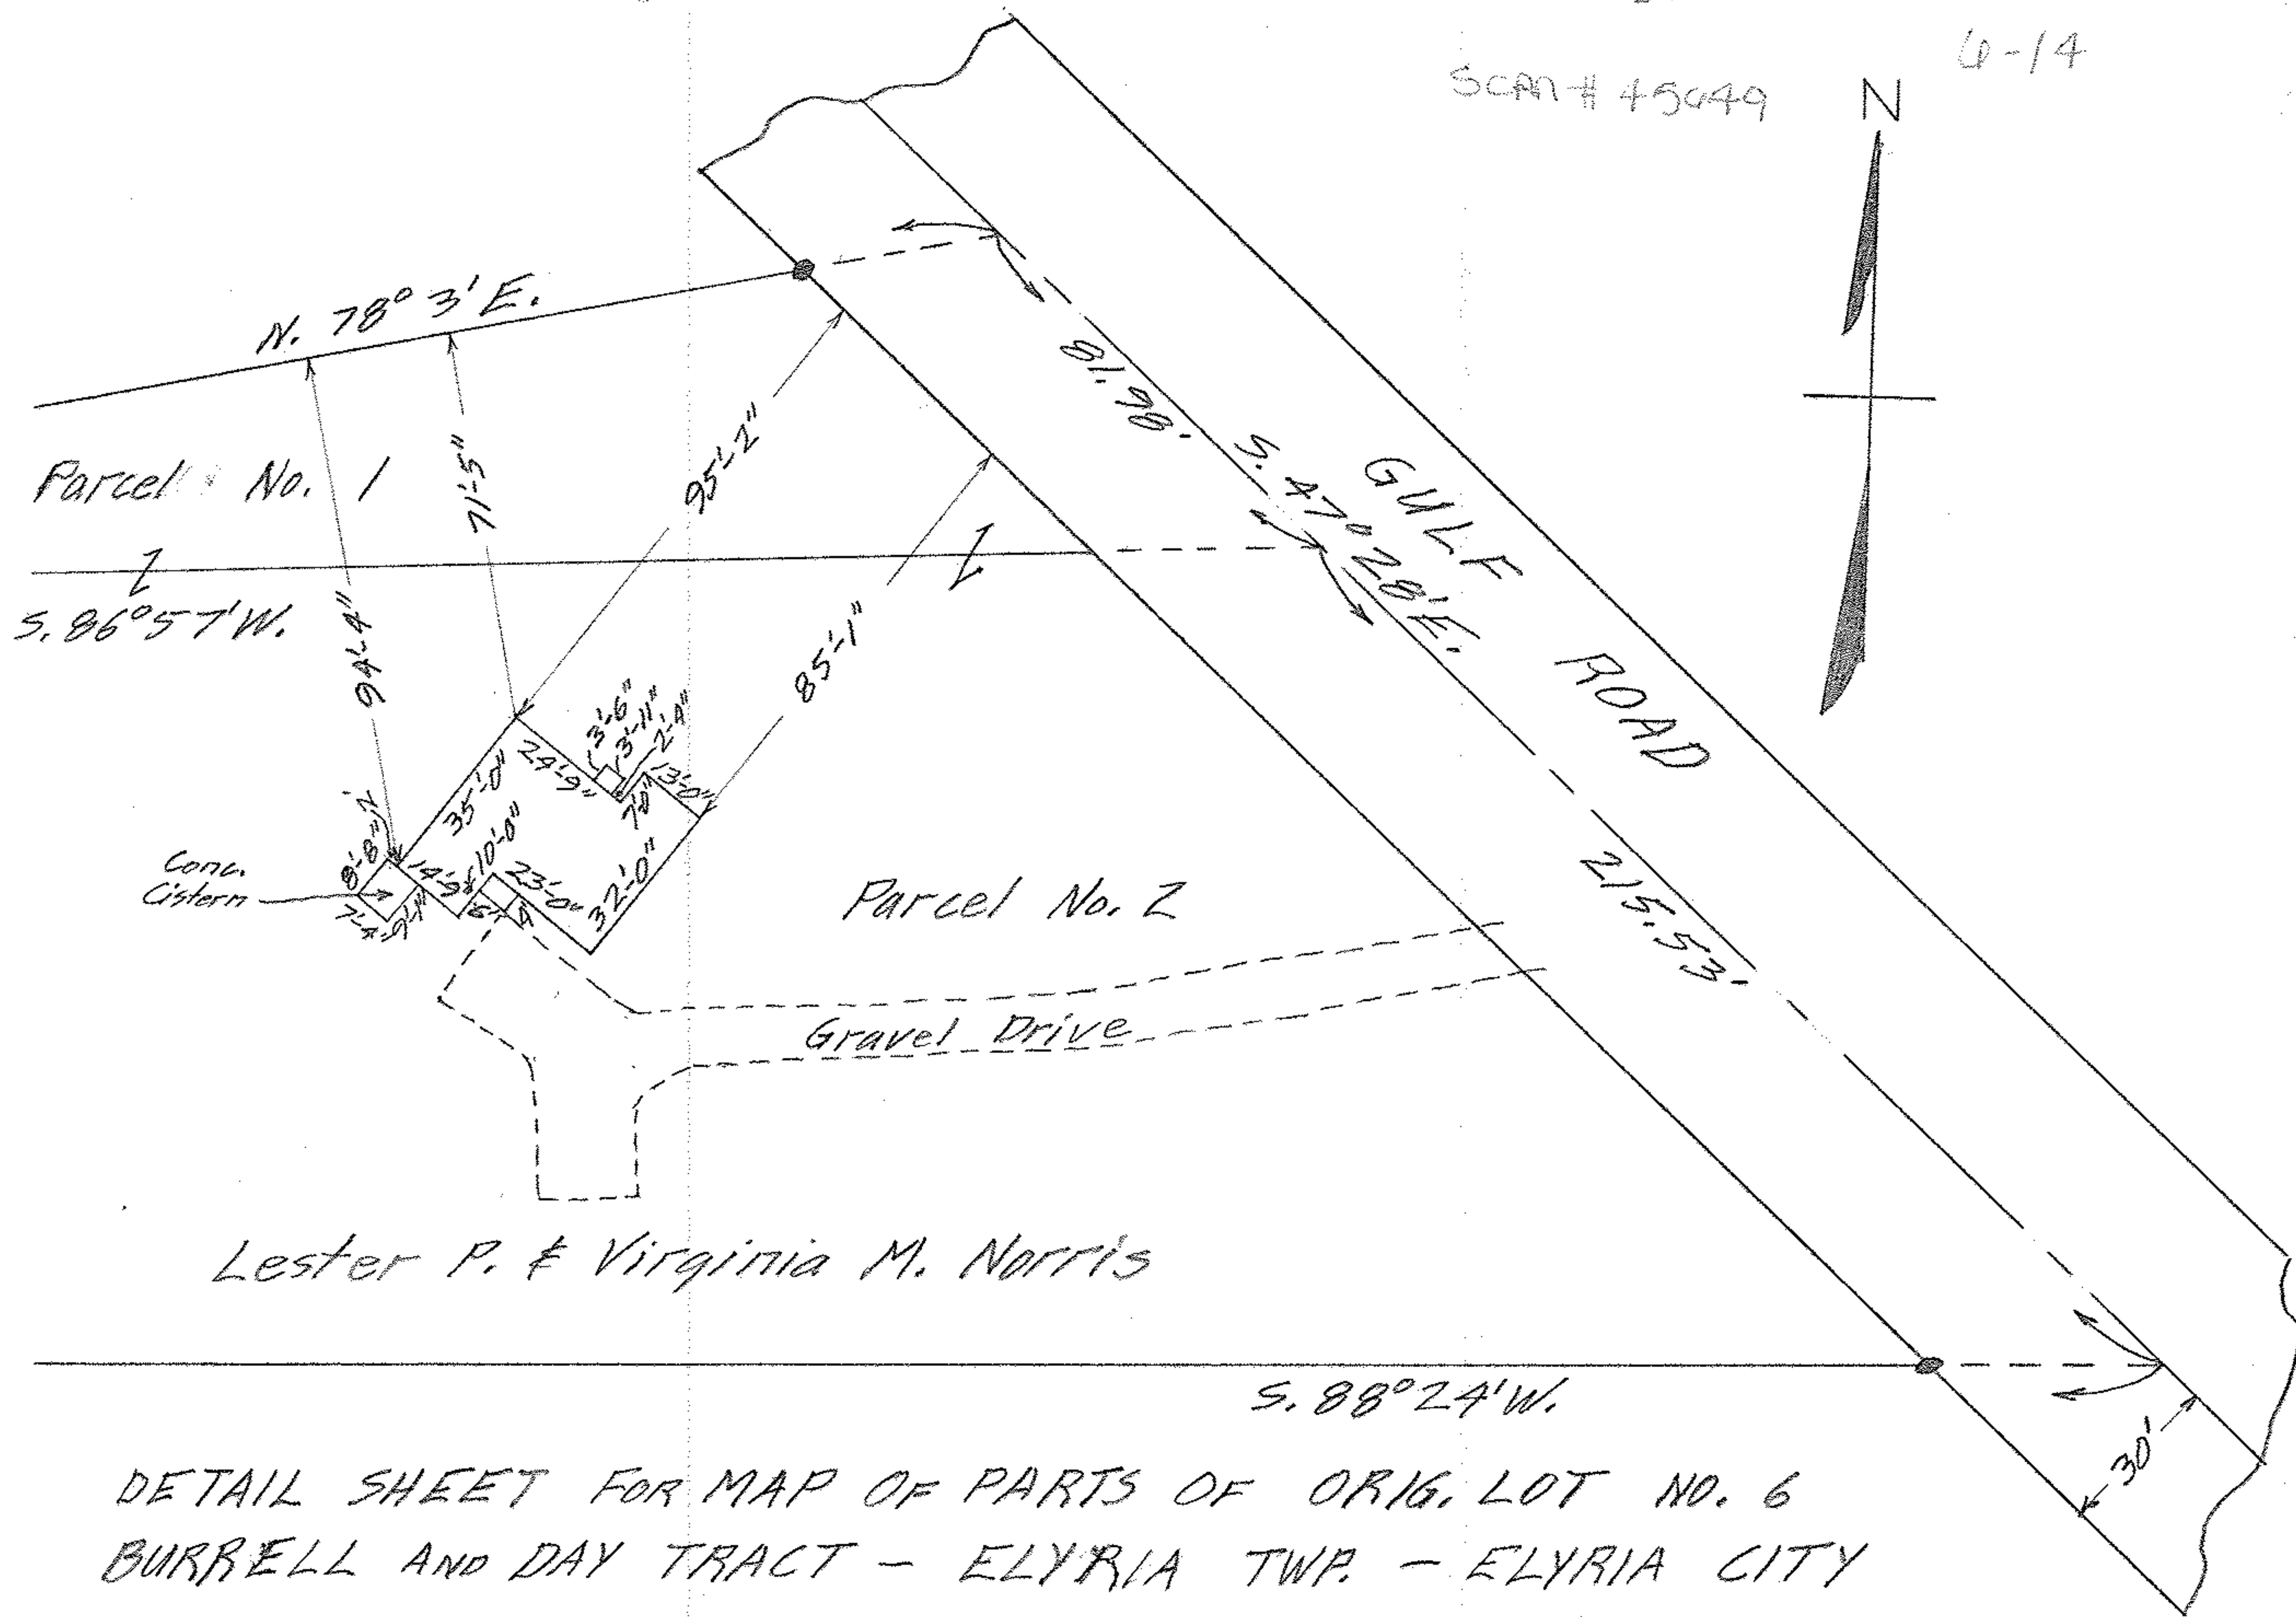 6-14
SCAN # 45649
N
N. 78° 3' E.
81.98'
S. 47° 28' E.
GULF ROAD
Parcel No. 1
71'-5"
95'-2"
94'-4"
85'-1"
S. 86° 57' W.
3'-6"
3'-11"
2'-9"
24'-9"
13'-0"
7'-0"
35'-0"
10'-0"
8'-8"
2'
14'-9"
23'-0"
32'-0"
Conc.
Cistern
Parcel No. 2
215.53'
Gravel Drive
Lester P. & Virginia M. Norris
S. 88° 24' W.
30'
DETAIL SHEET FOR MAP OF PARTS OF ORIG. LOT NO. 6
BURRELL AND DAY TRACT - ELYRIA TWP. - ELYRIA CITY